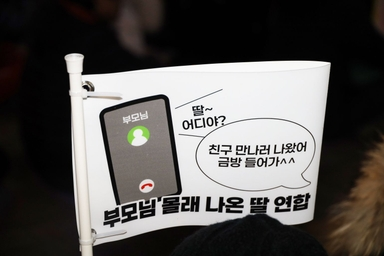 부모님
딸~
어디야?
친구 만나러 나왔어
금방 들어가^^
부모님 몰래 나온 딸 연합